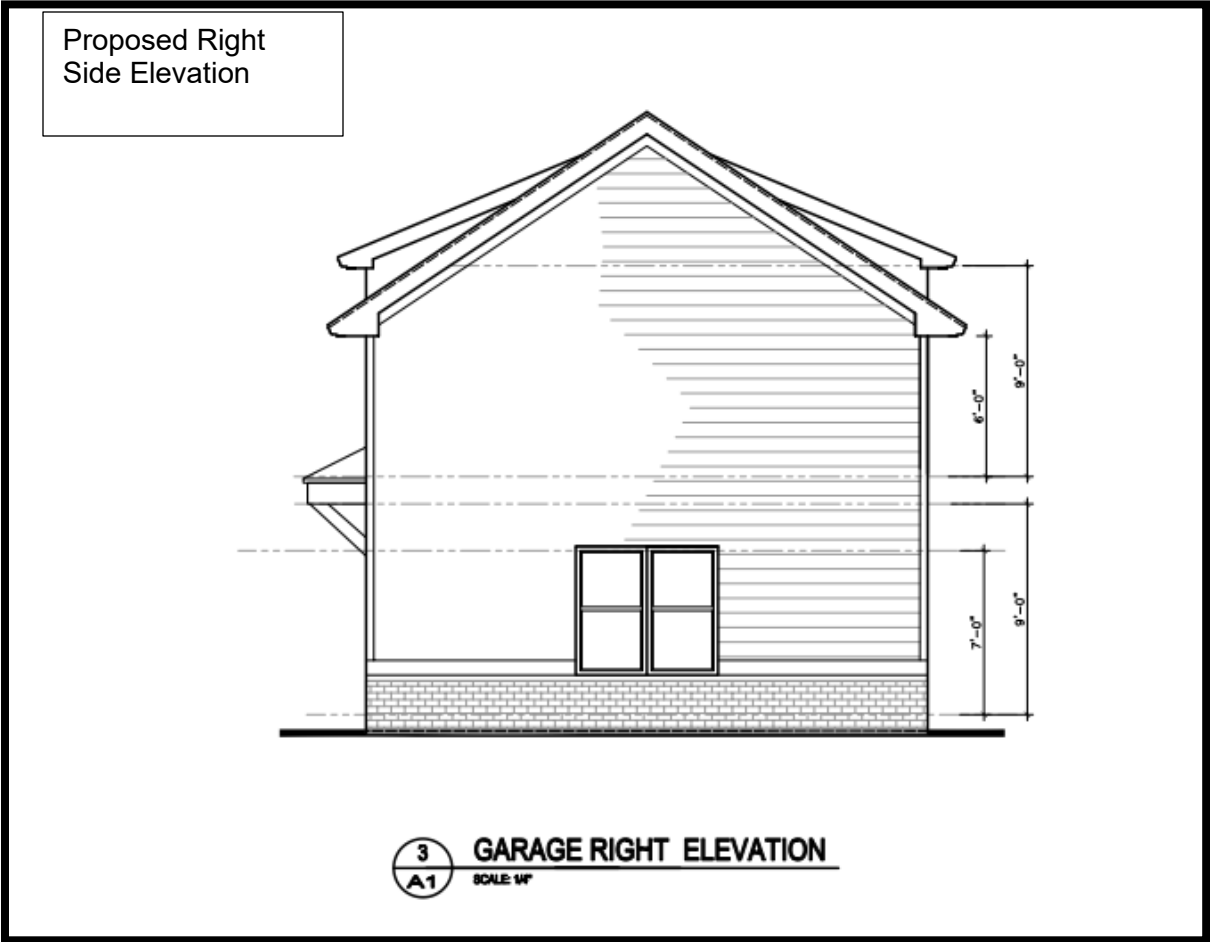 Proposed Right
Side Elevation
9'-0"
6'-0"
9'-0"
7'-0"
3
A1
GARAGE RIGHT ELEVATION
SCALE: 1/4"